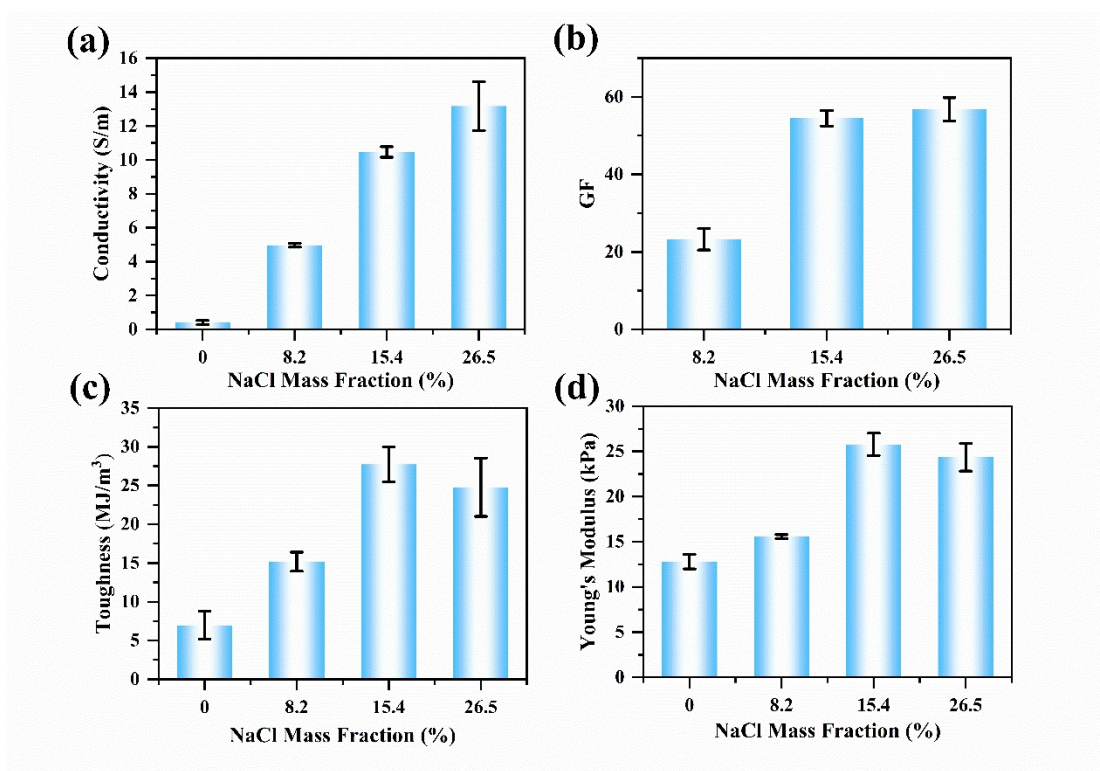 (a)
Conductivity (S/m)
16
14
12
10
8
6
4
2
0
0 8.2 15.4 26.5
NaCl Mass Fraction (%)
(b)
GF
60
40
20
0
8.2 15.4 26.5
NaCl Mass Fraction (%)
(c)
Toughness (MJ/m³)
35
30
25
20
15
10
5
0
0 8.2 15.4 26.5
NaCl Mass Fraction (%)
(d)
Young's Modulus (kPa)
30
25
20
15
10
5
0
0 8.2 15.4 26.5
NaCl Mass Fraction (%)